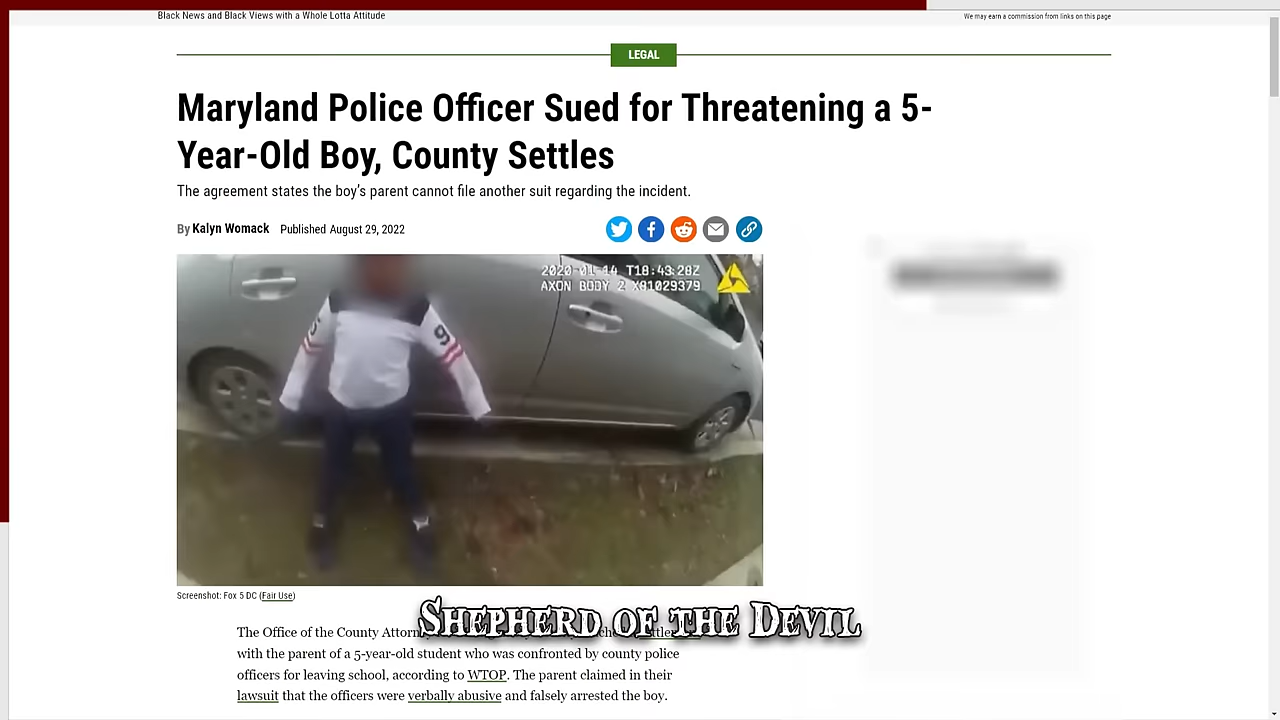 Black News and Black Views with a Whole Lotta Attitude
We may earn a commission from links on this page
LEGAL
Maryland Police Officer Sued for Threatening a 5-
Year-Old Boy, County Settles
The agreement states the boy's parent cannot file another suit regarding the incident.
By Kalyn Womack Published August 29, 2022
2020-01-14 T18:43:28Z
AXON BODY 2 X81029379
Screenshot: Fox 5 DC (Fair Use)
SHEPHERD OF THE DEVIL
The Office of the County
with the parent of a 5-year-old student who was confronted by county police
officers for leaving school, according to WTOP. The parent claimed in their
lawsuit that the officers were verbally abusive and falsely arrested the boy.